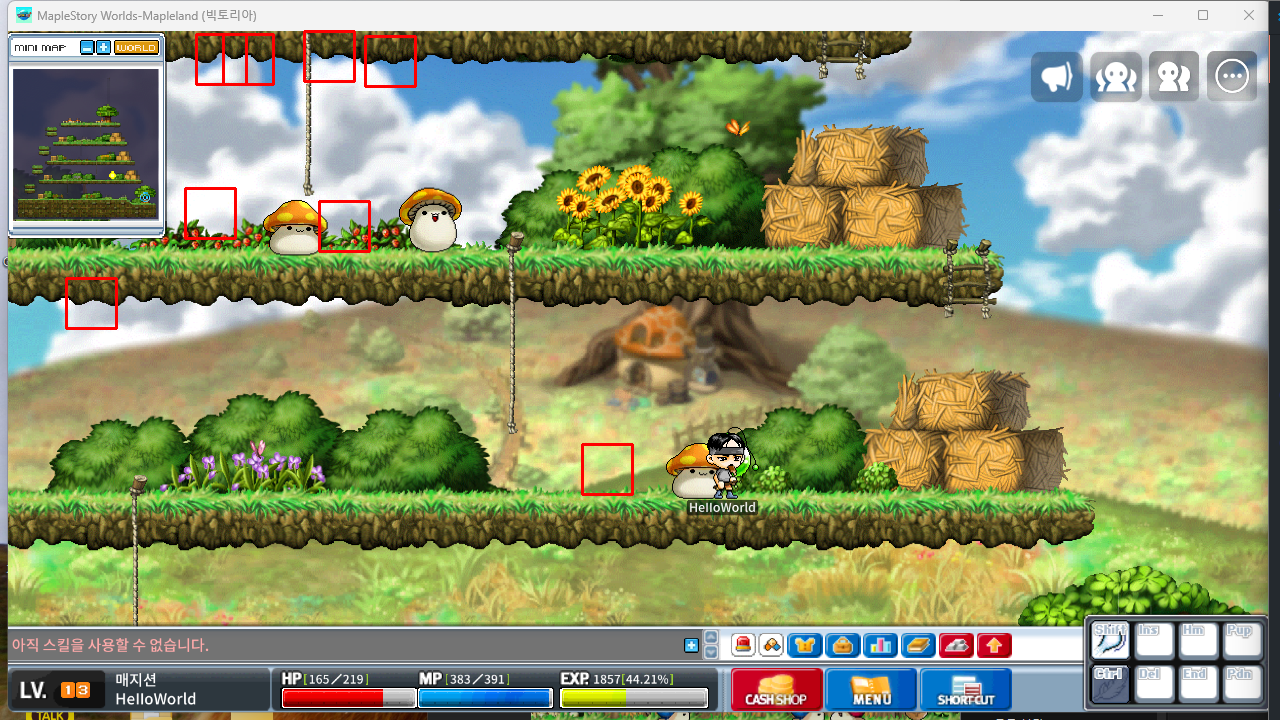 MapleStory Worlds-Mapleland (빅토리아)
MINI MAP
WORLD
HelloWorld
아직 스킬을 사용할 수 없습니다.
LV. 13
매지션
HelloWorld
HP[165/219]
MP[383/391]
EXP. 1857[44.21%]
CASH SHOP
MENU
SHORT CUT
Shift
Ins
Hm
Pup
Ctrl
Del
End
Pdn
TALK